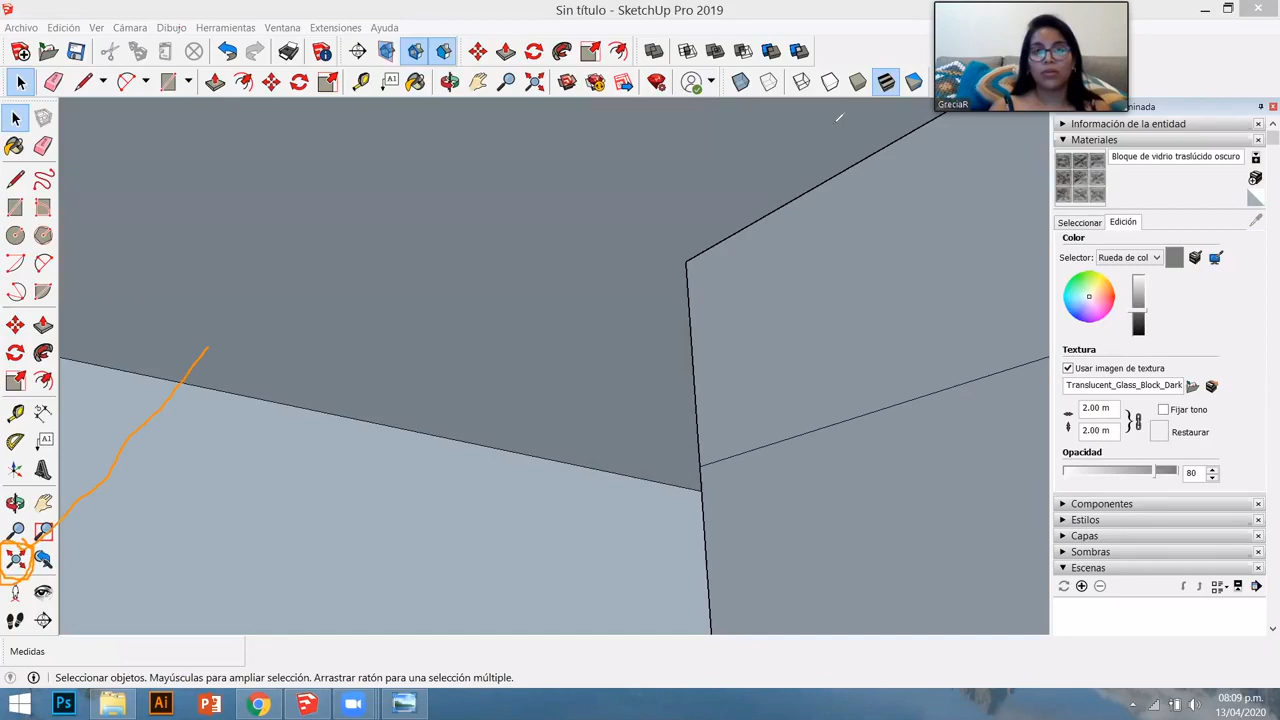 Sin título - SketchUp Pro 2019
Archivo Edición Ver Cámara Dibujo Herramientas Ventana Extensiones Ayuda
GreciaR
minada
Información de la entidad
Materiales
Bloque de vidrio traslúcido oscuro
Seleccionar Edición
Color
Selector: Rueda de col
Textura
Usar imagen de textura
Translucent_Glass_Block_Dark
2.00 m Fijar tono
2.00 m Restaurar
Opacidad
80
Componentes
Estilos
Capas
Sombras
Escenas
Medidas
Seleccionar objetos. Mayúsculas para ampliar selección. Arrastrar ratón para una selección múltiple.
Ps Ai P
08:09 p.m.
13/04/2020